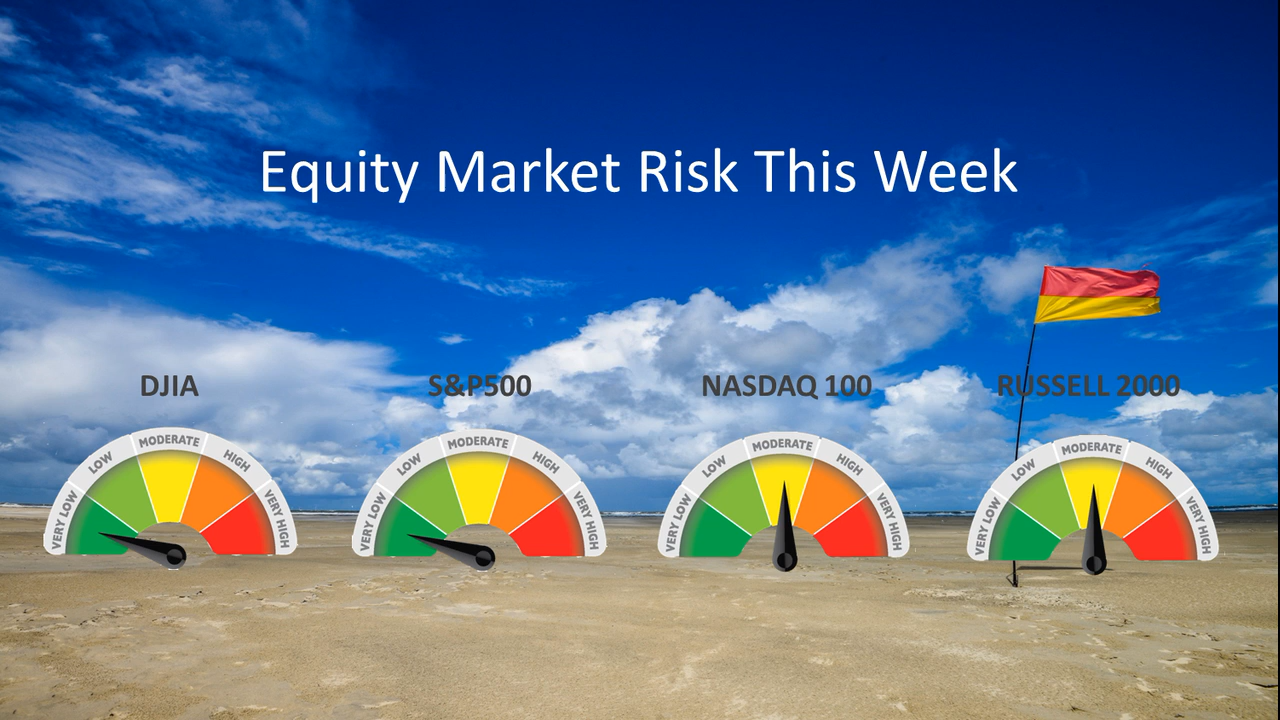 Equity Market Risk This Week
DJIA
S&P500
NASDAQ 100
RUSSELL 2000
VERY LOW
LOW
MODERATE
HIGH
VERY HIGH
VERY LOW
LOW
MODERATE
HIGH
VERY HIGH
VERY LOW
LOW
MODERATE
HIGH
VERY HIGH
VERY LOW
LOW
MODERATE
HIGH
VERY HIGH